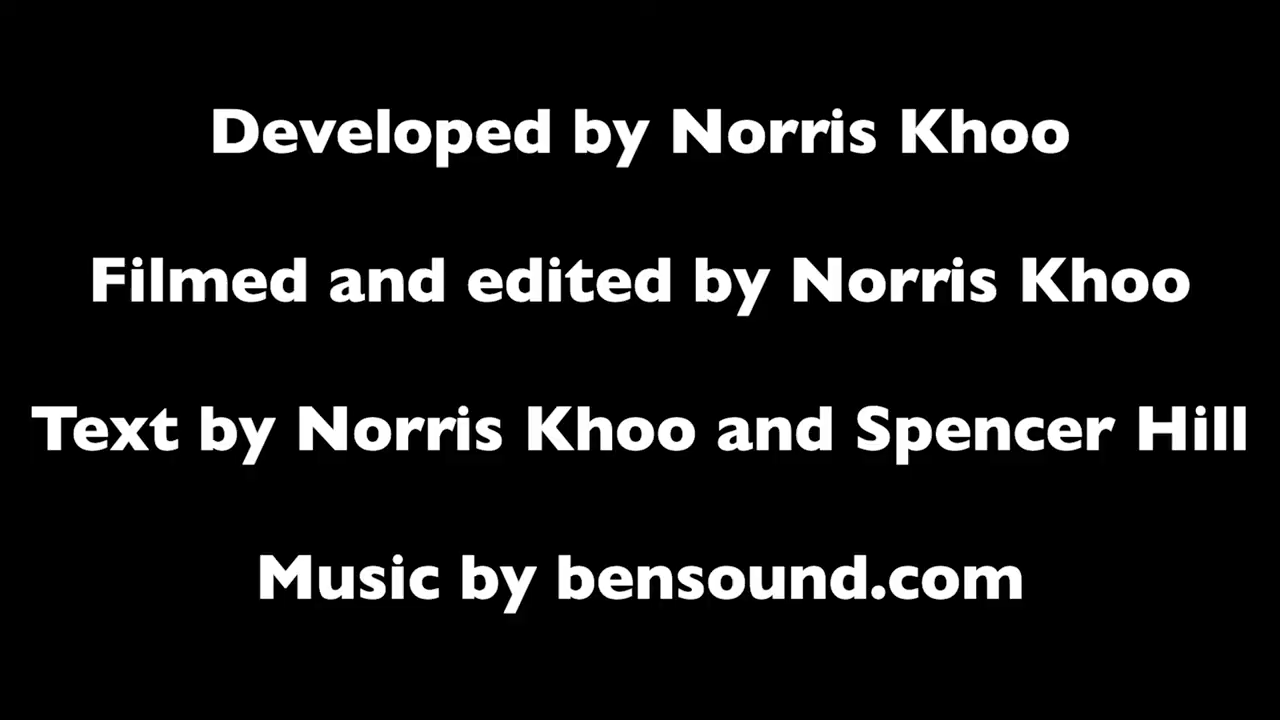 Developed by Norris Khoo
Filmed and edited by Norris Khoo
Text by Norris Khoo and Spencer Hill
Music by bensound.com